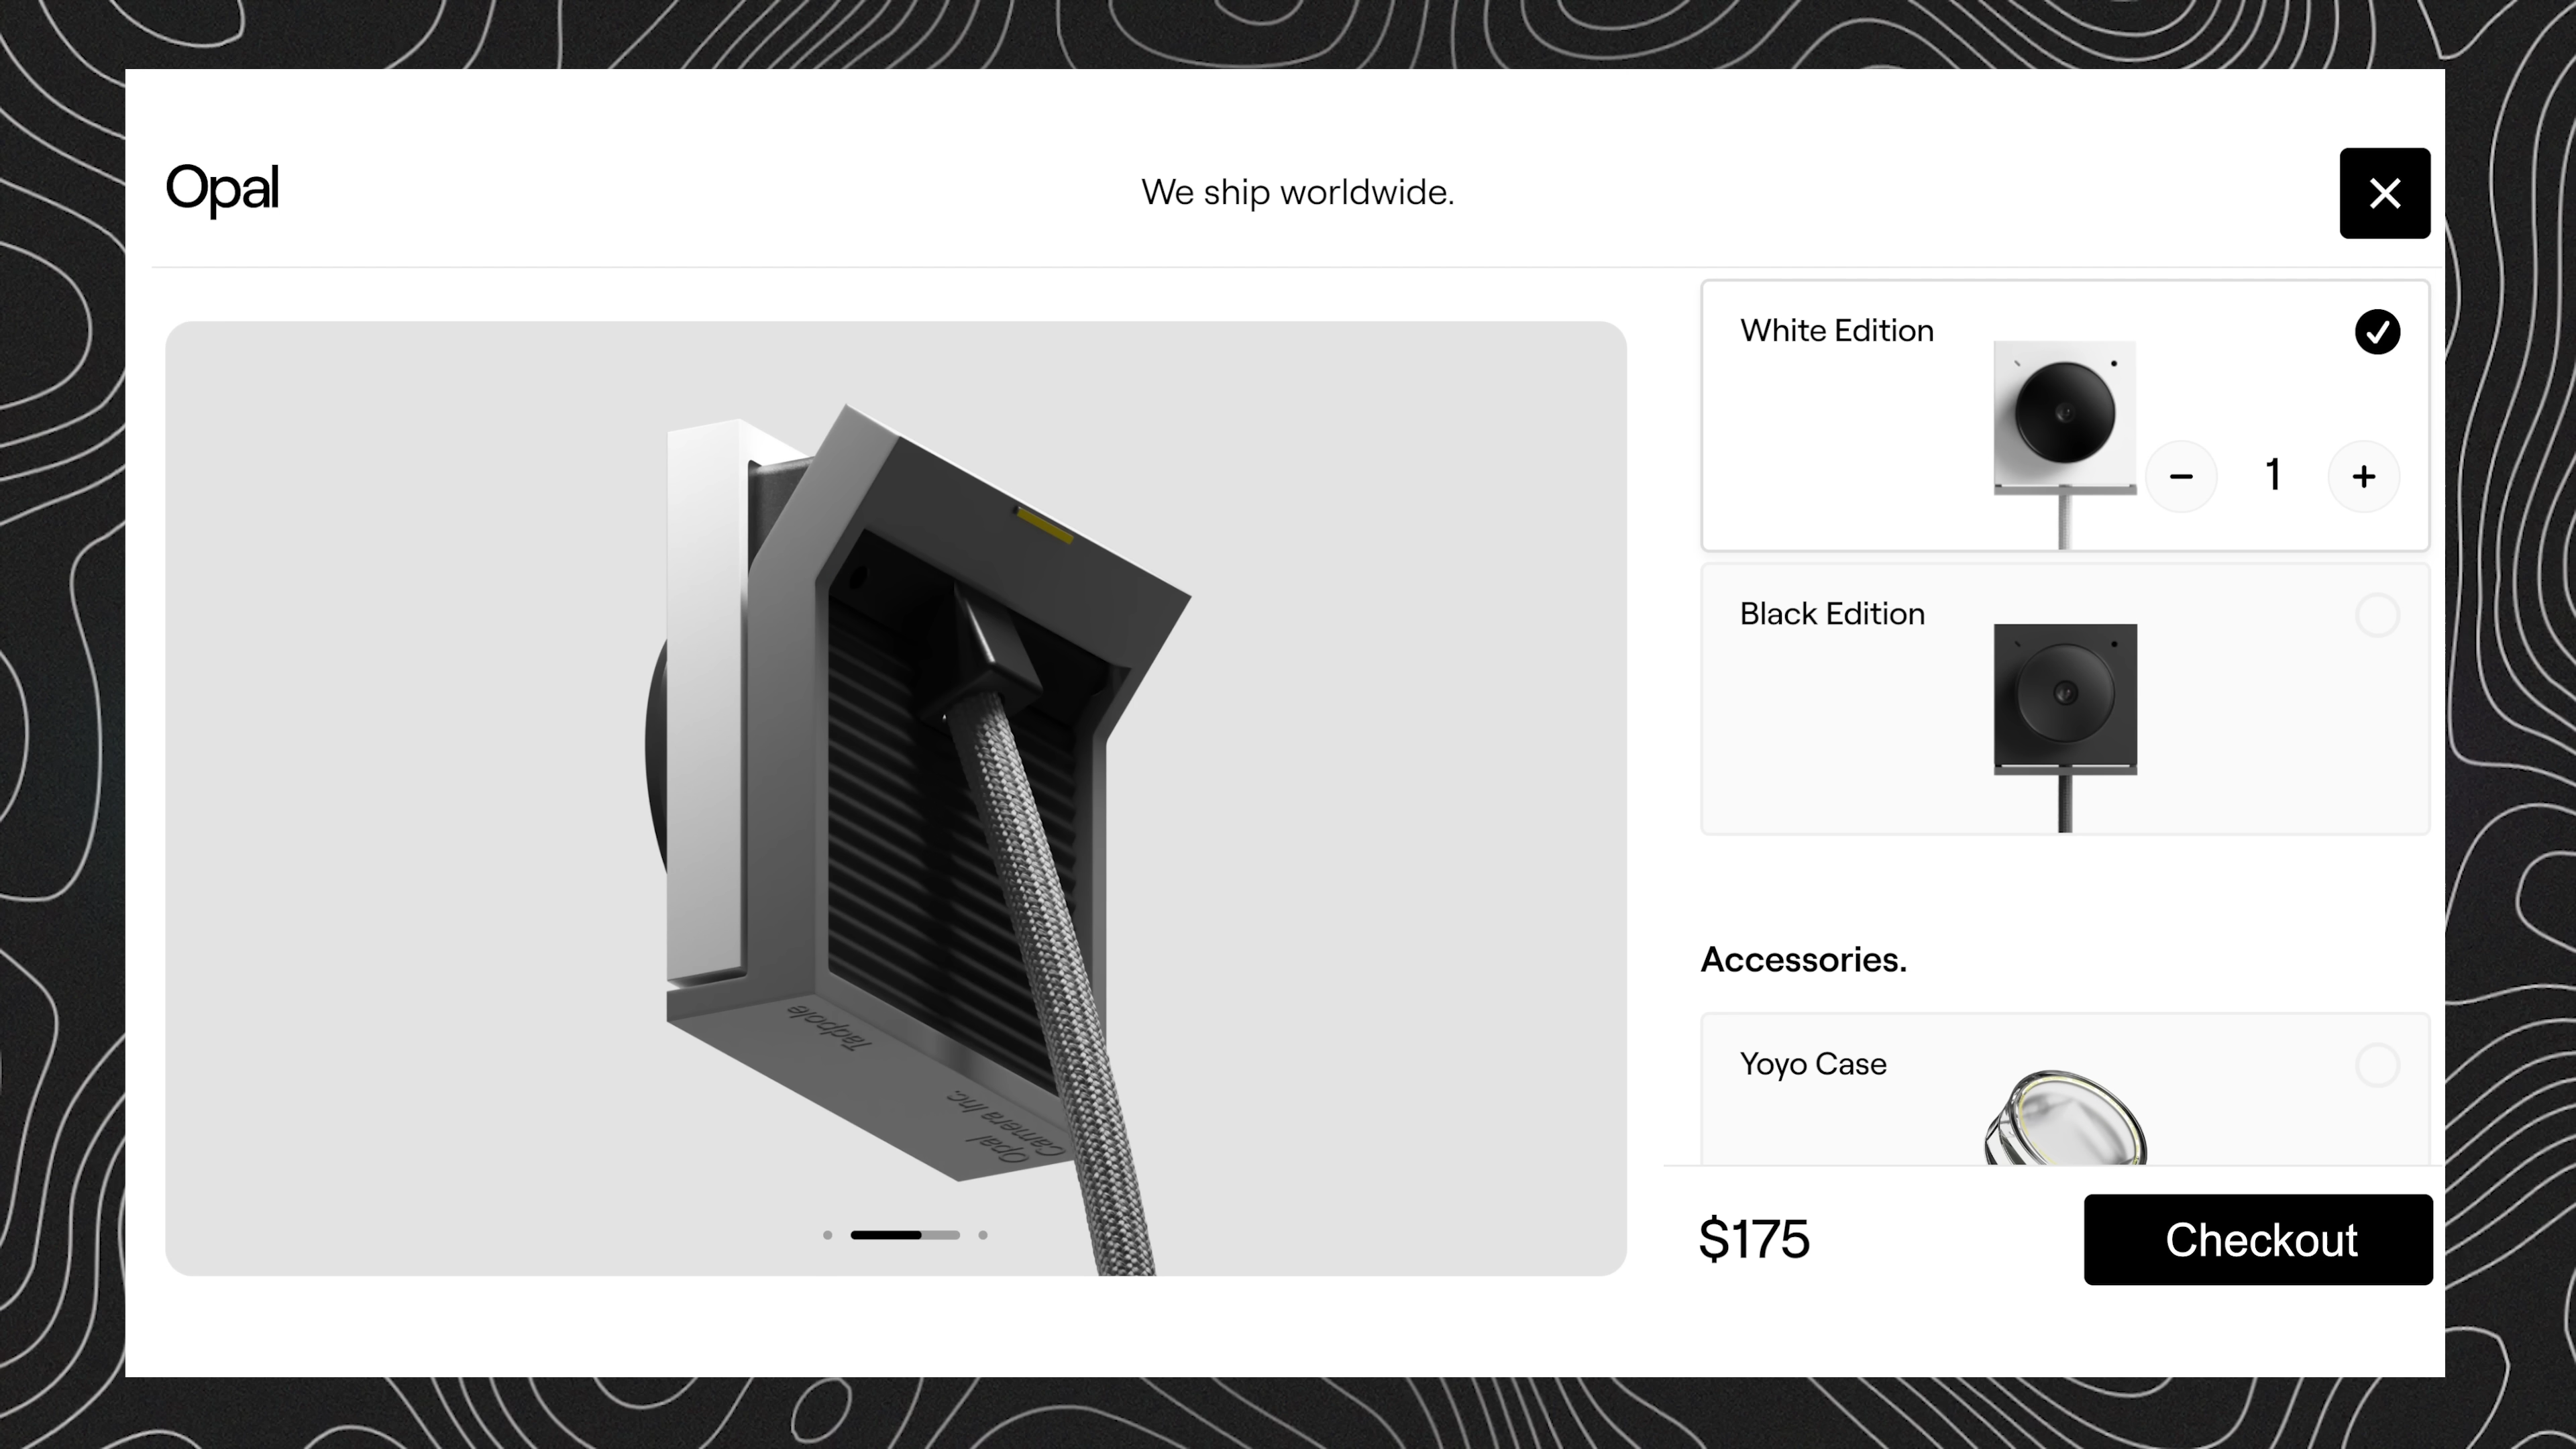 Opal
We ship worldwide.
White Edition
1
Black Edition
Tadpole
Opal
Camera Inc.
Accessories.
Yoyo Case
$175
Checkout